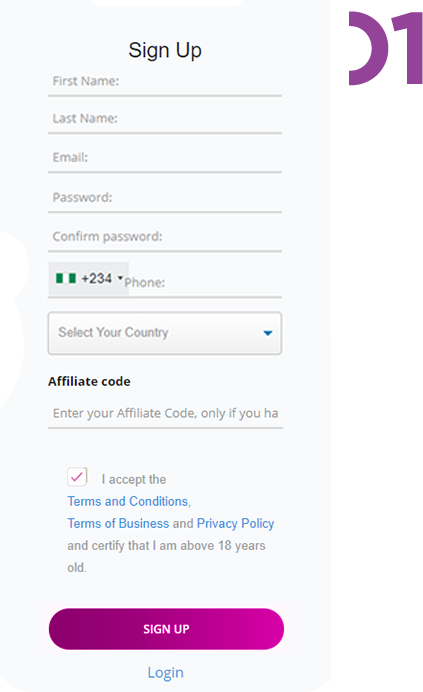 01
Sign Up
First Name:
Last Name:
Email:
Password:
Confirm password:
+234 Phone:
Select Your Country
Affiliate code
Enter your Affiliate Code, only if you ha
I accept the
Terms and Conditions,
Terms of Business and Privacy Policy
and certify that I am above 18 years
old.
SIGN UP
Login